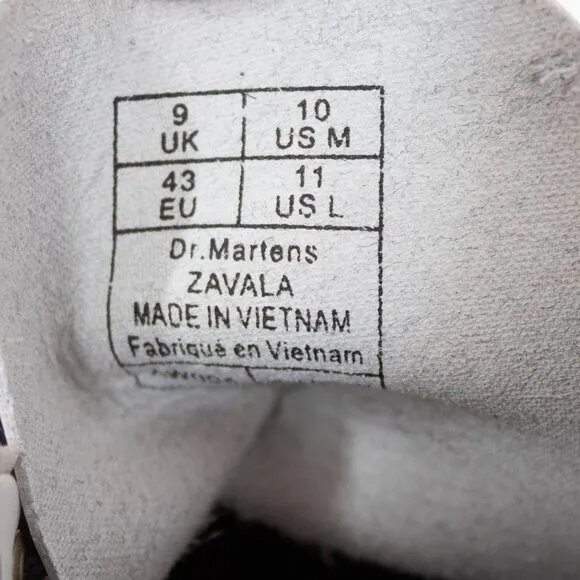 9 10
UK US M
43 11
EU US L
Dr.Martens
ZAVALA
MADE IN VIETNAM
Fabriqué en Vietnam